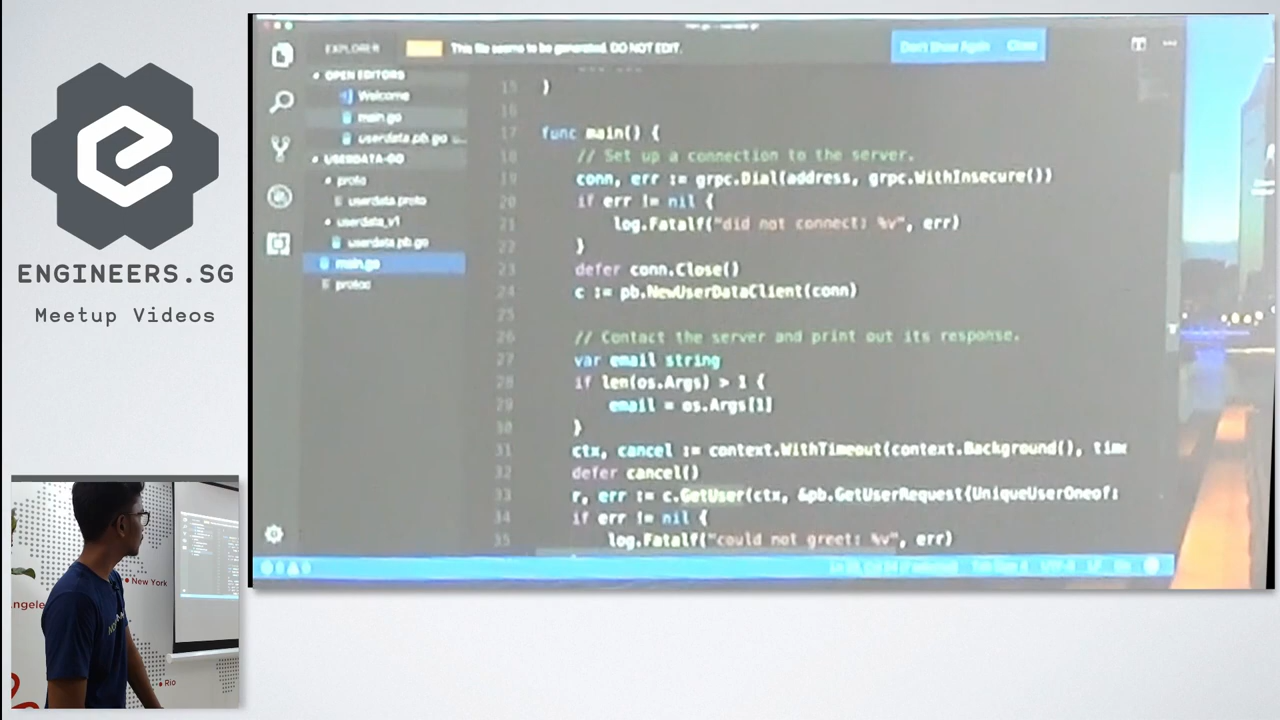 ENGINEERS.SG
Meetup Videos
EXPLORER
This file seems to be generated. DO NOT EDIT.
Don't Show Again
Close
OPEN EDITORS
Welcome
main.go
userdata.pb.go
USERDATA-GO
proto
userdata.proto
userdata_v1
userdata.pb.go
main.go
protoc
15 )
16
17 func main() {
18 // Set up a connection to the server.
19 conn, err := grpc.Dial(address, grpc.WithInsecure())
20 if err != nil {
21 log.Fatalf("did not connect: %v", err)
22 }
23 defer conn.Close()
24 c := pb.NewUserDataClient(conn)
25
26 // Contact the server and print out its response.
27 var email string
28 if len(os.Args) > 1 {
29 email = os.Args[1]
30 }
31 ctx, cancel := context.WithTimeout(context.Background(), time
32 defer cancel()
33 r, err := c.GetUser(ctx, &pb.GetUserRequest{UniqueUserOneof:
34 if err != nil {
35 log.Fatalf("could not greet: %v", err)
New York
Rio